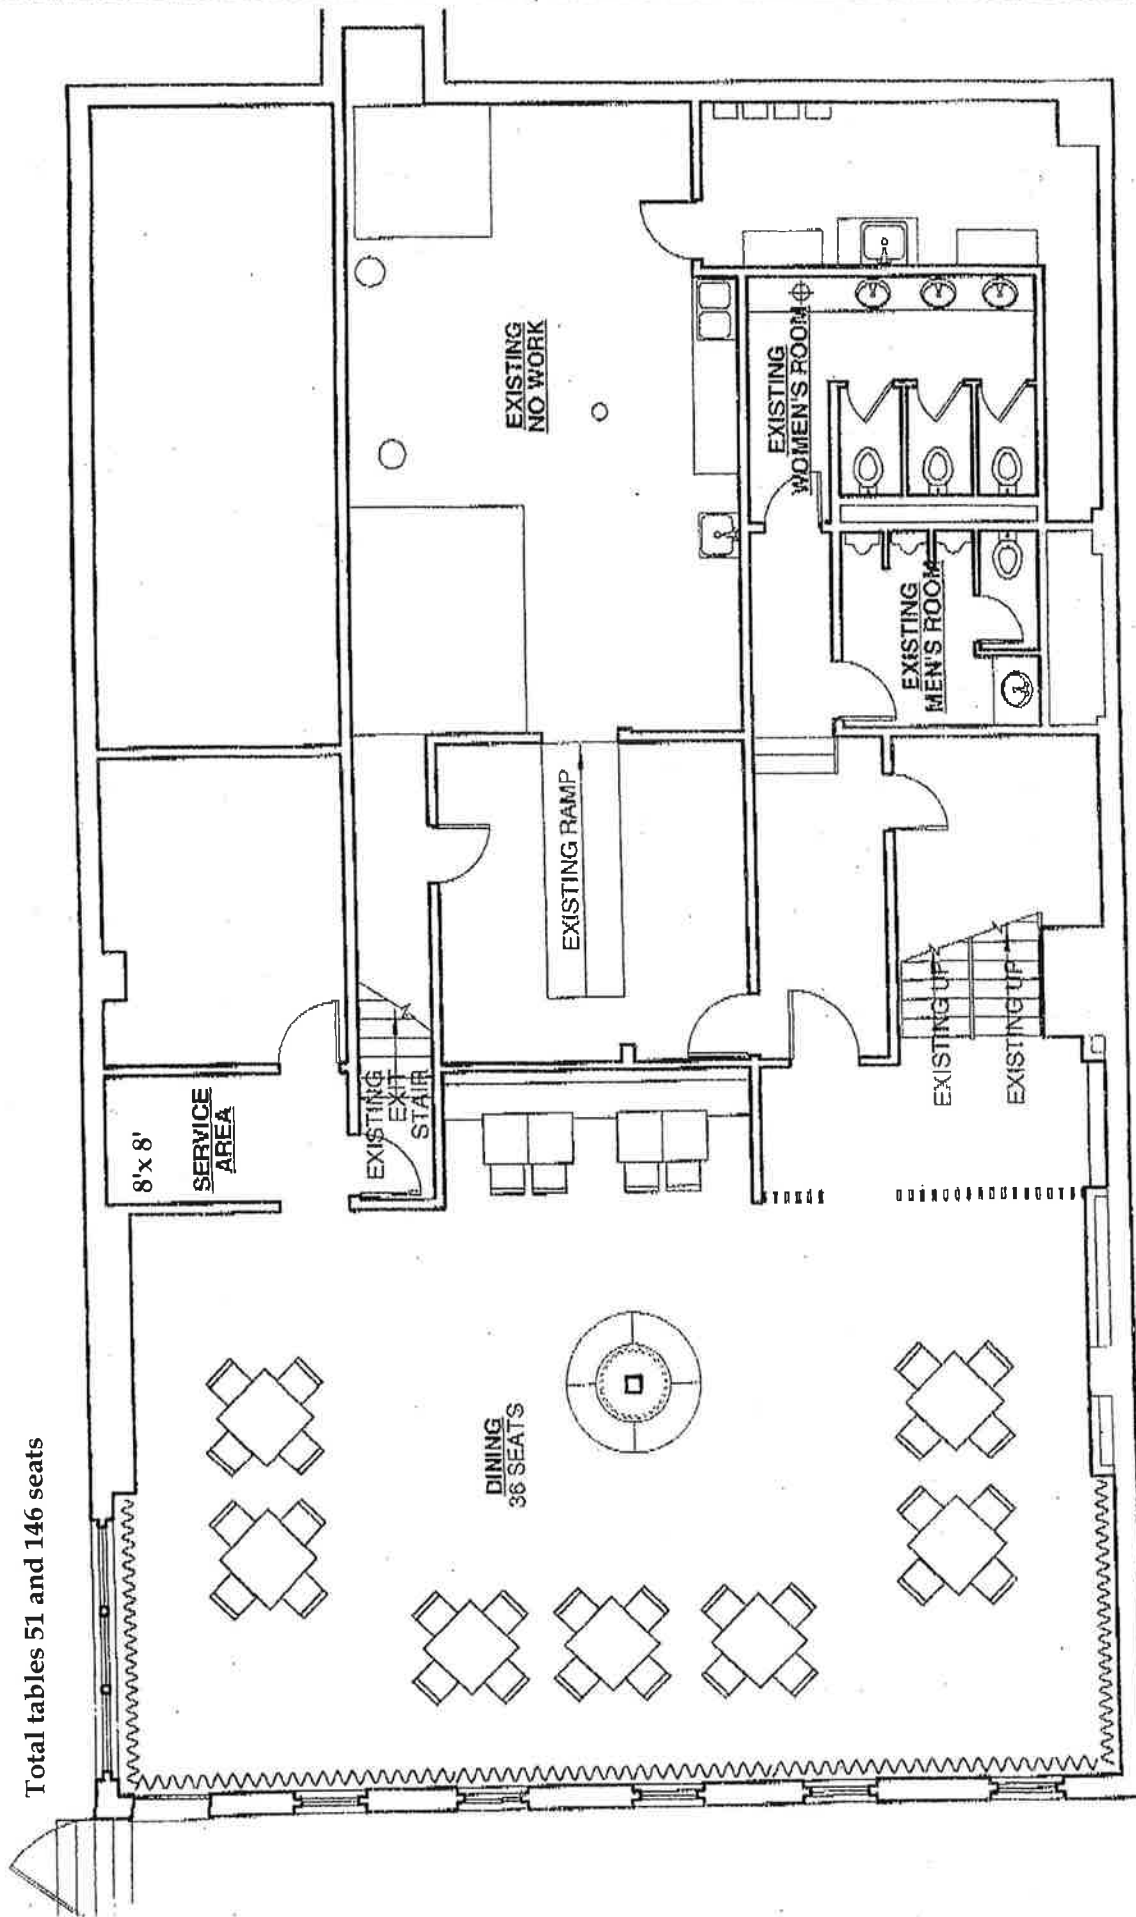 Total tables 51 and 146 seats
8'x 8'
SERVICE
AREA
EXISTING
EXIT
STAIR
EXISTING RAMP
EXISTING
NO WORK
DINING
36 SEATS
EXISTING
WOMEN'S ROOM
EXISTING
MEN'S ROOM
EXISTING UP
EXISTING UP